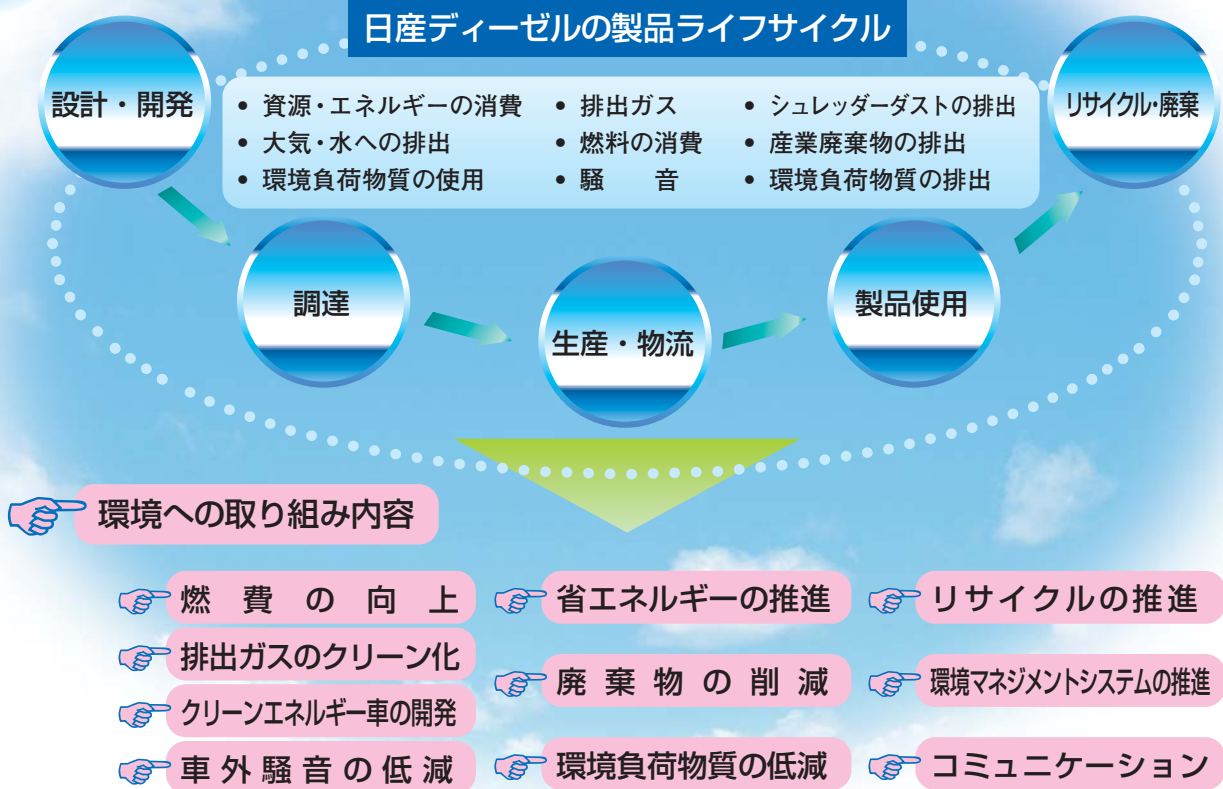 日産ディーゼルの製品ライフサイクル
設計・開発
• 資源・エネルギーの消費
• 大気・水への排出
• 環境負荷物質の使用
• 排出ガス
• 燃料の消費
• 騒　音
• シュレッダーダストの排出
• 産業廃棄物の排出
• 環境負荷物質の排出
リサイクル・廃棄
調達
生産・物流
製品使用
環境への取り組み内容
燃費の向上
排出ガスのクリーン化
クリーンエネルギー車の開発
車外騒音の低減
省エネルギーの推進
廃棄物の削減
環境負荷物質の低減
リサイクルの推進
環境マネジメントシステムの推進
コミュニケーション